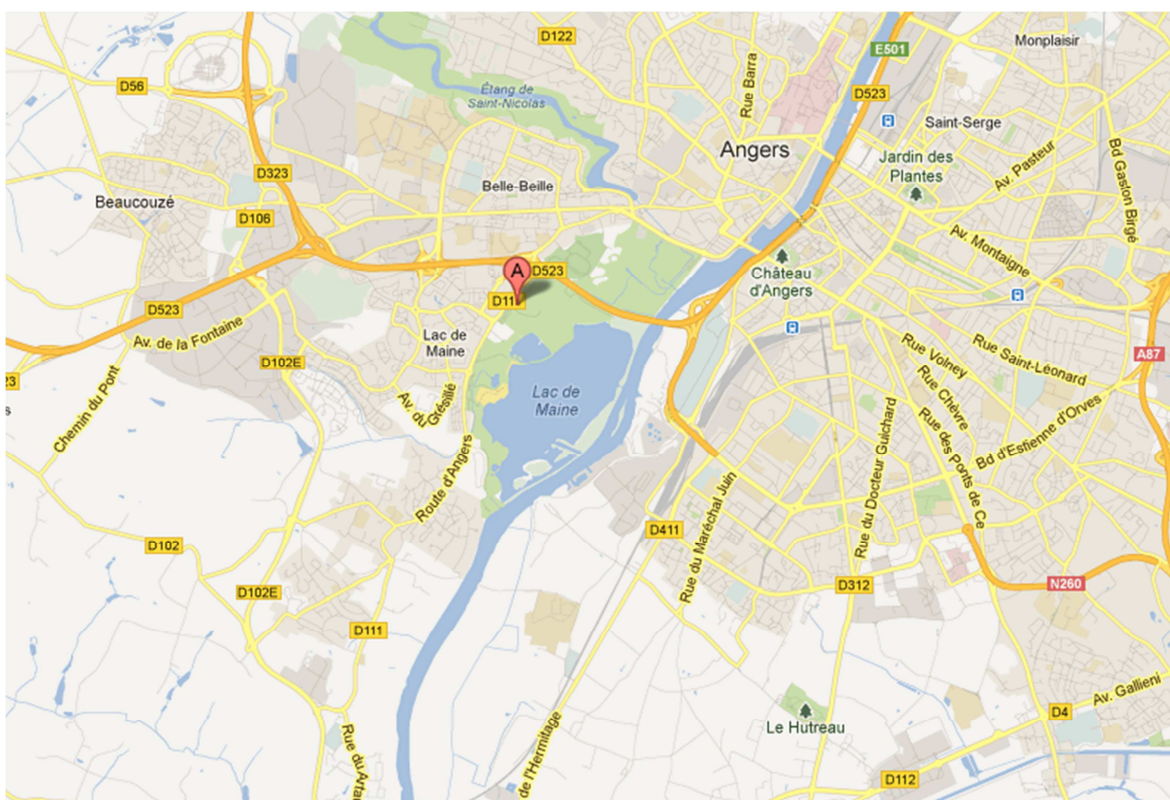 D122
Monplaisir
E501
D56
Étang de
Saint-Nicolas
Rue Barra
D523
Saint-Serge
Angers
Jardin des
Plantes
Av. Pasteur
Bd Gaston Birgé
D323
Belle-Beille
Beaucouzé
D106
Av. Montaigne
A
D523
Château
d'Angers
D11
D523
Av. de la Fontaine
Lac de
Maine
Rue Volney
Rue Saint-Léonard
A87
D102E
23
s
Lac de
Maine
Av. du
Grésillé
Rue Chèvre
Chemin du Pont
Bd d'Estienne d'Orves
Rue du Docteur Guichard
Rue des Ponts de Ce
Route d'Angers
D411
Rue du Maréchal Juin
D102
D312
N260
D102E
D111
Av. Gallieni
D4
Le Hutreau
de l'Hermitage
D112